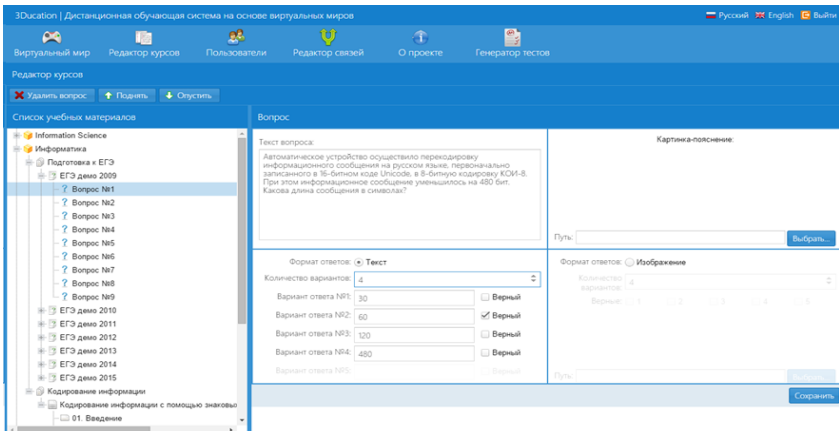 3Ducation | Дистанционная обучающая система на основе виртуальных миров
Русский English Выйти
Виртуальный мир Редактор курсов Пользователи Редактор связей О проекте Генератор тестов
Редактор курсов
Удалить вопрос Поднять Опустить
Список учебных материалов
Information Science
Информатика
Подготовка к ЕГЭ
ЕГЭ демо 2009
Вопрос №1
Вопрос №2
Вопрос №3
Вопрос №4
Вопрос №5
Вопрос №6
Вопрос №7
Вопрос №8
Вопрос №9
ЕГЭ демо 2010
ЕГЭ демо 2011
ЕГЭ демо 2012
ЕГЭ демо 2013
ЕГЭ демо 2014
ЕГЭ демо 2015
Кодирование информации
Кодирование информации с помощью знаковых
01. Введение
Вопрос
Текст вопроса:
Автоматическое устройство осуществило перекодировку
информационного сообщения на русском языке, первоначально
записанного в 16-битном коде Unicode, в 8-битную кодировку КОИ-8.
При этом информационное сообщение уменьшилось на 480 бит.
Какова длина сообщения в символах?
Картинка-пояснение:
Путь: Выбрать...
Формат ответов: Текст
Количество вариантов: 4
Вариант ответа №1: 30 Верный
Вариант ответа №2: 60 Верный
Вариант ответа №3: 120 Верный
Вариант ответа №4: 480 Верный
Вариант ответа №5: Верный
Формат ответов: Изображение
Количество
вариантов: 4
Верные: 1 2 3 4 5
Путь: Выбрать...
Сохранить